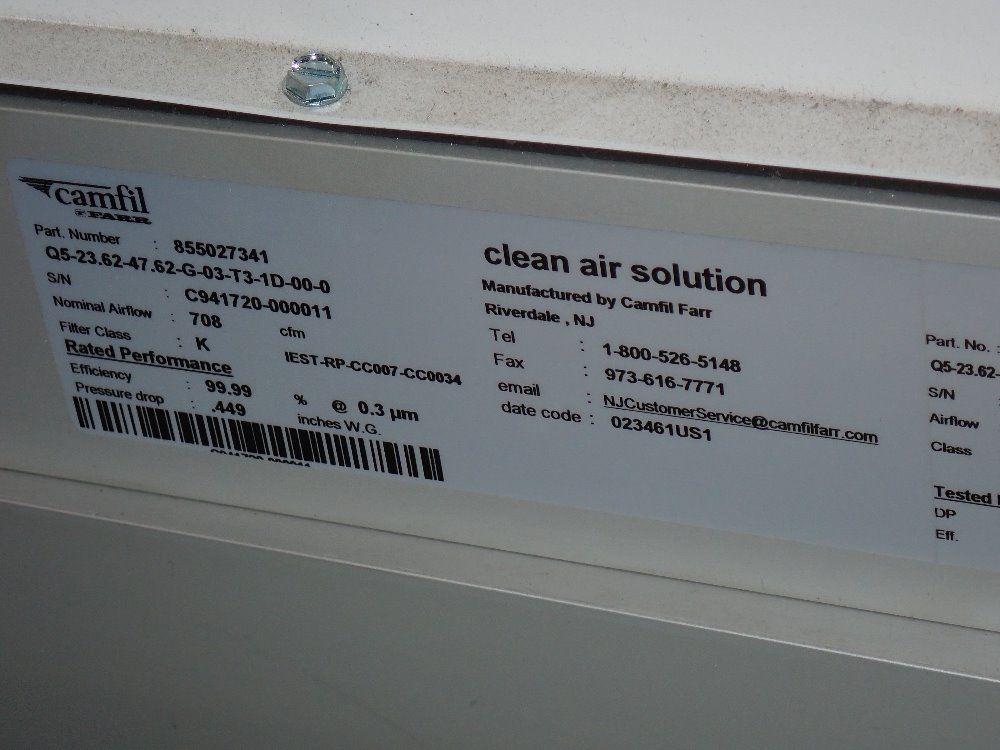 camfil
FARR
Part. Number : 855027341
Q5-23.62-47.62-G-03-T3-1D-00-0
S/N : C941720-000011
Nominal Airflow : 708 cfm
Filter Class : K IEST-RP-CC007-CC0034
Rated Performance
Efficiency : 99.99 % @ 0.3 µm
Pressure drop : .449 inches W.G.
clean air solution
Manufactured by Camfil Farr
Riverdale , NJ
Tel : 1-800-526-5148
Fax : 973-616-7771
email : NJCustomerService@camfilfarr.com
date code : 023461US1
Part. No. :
Q5-23.62-
S/N
Airflow
Class
Tested
DP
Eff.